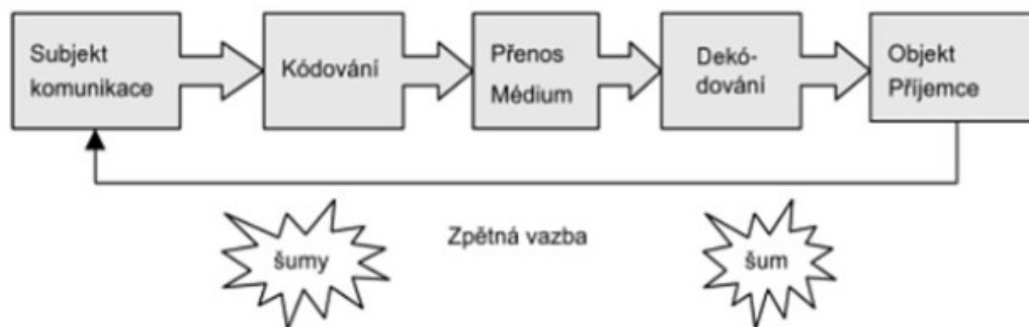 Subjekt
komunikace
Kódování
Přenos
Médium
Dekó-
dování
Objekt
Příjemce
Zpětná vazba
šumy
šum